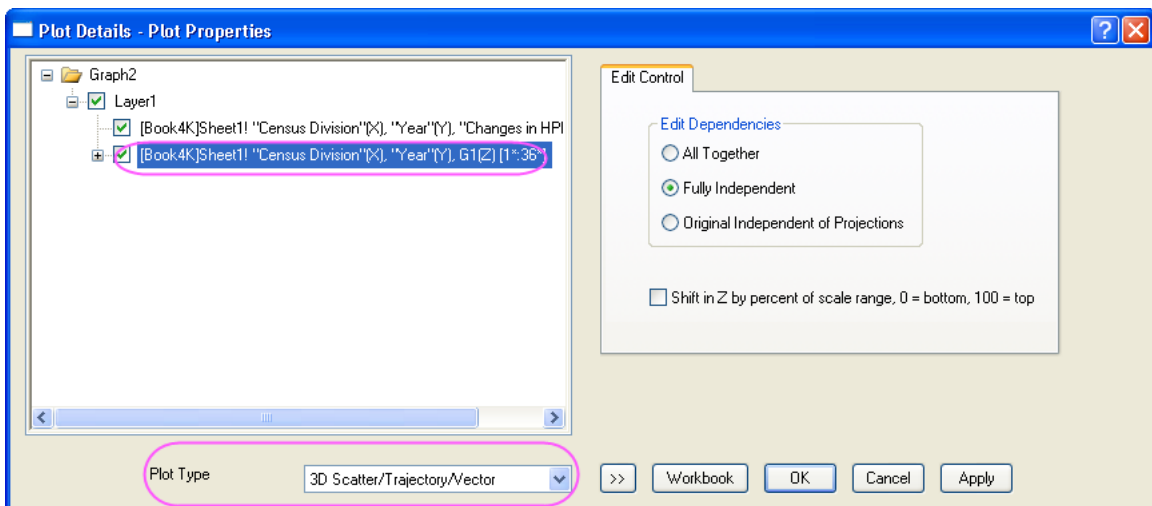 Plot Details - Plot Properties
Graph2
Layer1
[Book4K]Sheet1! "Census Division"(X), "Year"(Y), "Changes in HPI
[Book4K]Sheet1! "Census Division"(X), "Year"(Y), G1(Z) [1*:36*]
Plot Type
3D Scatter/Trajectory/Vector
Edit Control
Edit Dependencies
All Together
Fully Independent
Original Independent of Projections
Shift in Z by percent of scale range, 0 = bottom, 100 = top
>>
Workbook
OK
Cancel
Apply